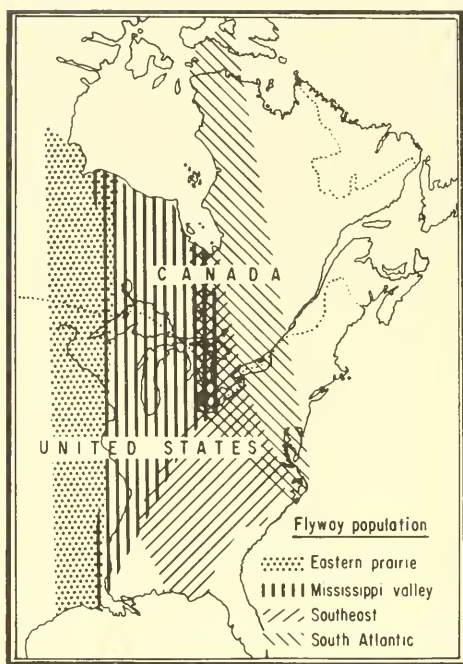 CANADA
UNITED STATES
Flyway population
Eastern prairie
Mississippi valley
Southeast
South Atlantic